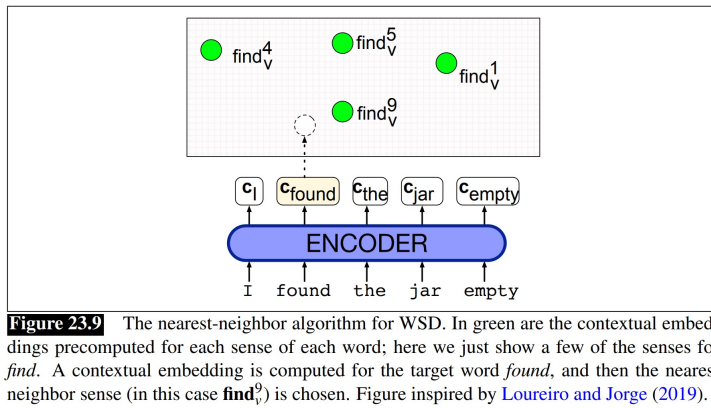 find⁴ᵥ find⁵ᵥ find¹ᵥ
find⁹ᵥ
cI cfound cthe cjar cempty
ENCODER
I found the jar empty
Figure 23.9 The nearest-neighbor algorithm for WSD. In green are the contextual embed
dings precomputed for each sense of each word; here we just show a few of the senses fo
find. A contextual embedding is computed for the target word found, and then the neares
neighbor sense (in this case find⁹ᵥ) is chosen. Figure inspired by Loureiro and Jorge (2019).